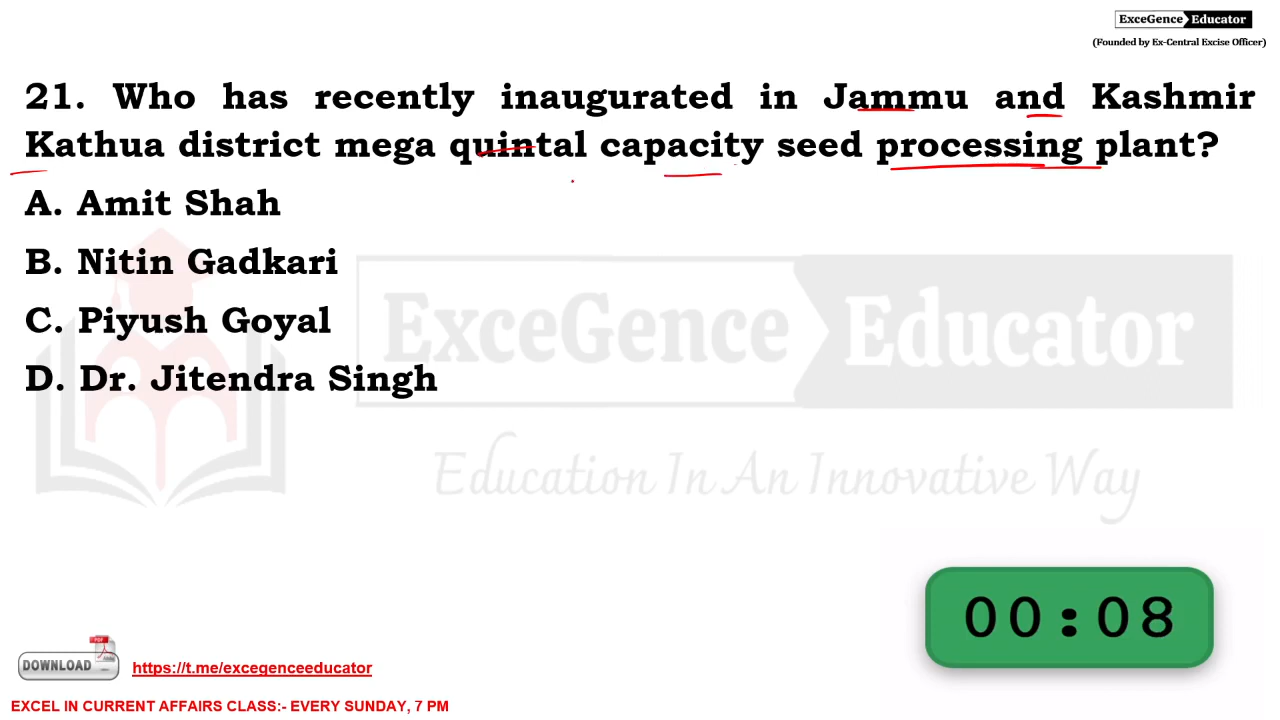 ExceGence Educator
(Founded by Ex-Central Excise Officer)
21. Who has recently inaugurated in Jammu and Kashmir
Kathua district mega quintal capacity seed processing plant?
A. Amit Shah
B. Nitin Gadkari
C. Piyush Goyal
D. Dr. Jitendra Singh
ExceGence Educator
Education In An Innovative Way
00:08
PDF
DOWNLOAD
https://t.me/excegenceeducator
EXCEL IN CURRENT AFFAIRS CLASS:- EVERY SUNDAY, 7 PM